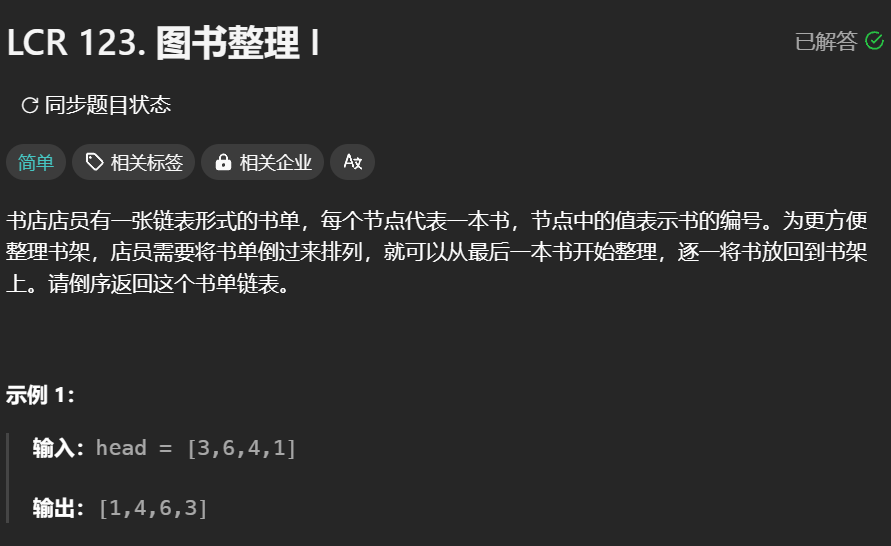 LCR 123. 图书整理 I
已解答
同步题目状态
简单 相关标签 相关企业 Ax
书店店员有一张链表形式的书单，每个节点代表一本书，节点中的值表示书的编号。为更方便
整理书架，店员需要将书单倒过来排列，就可以从最后一本书开始整理，逐一将书放回到书架
上。请倒序返回这个书单链表。
示例 1：
输入：head = [3,6,4,1]
输出：[1,4,6,3]